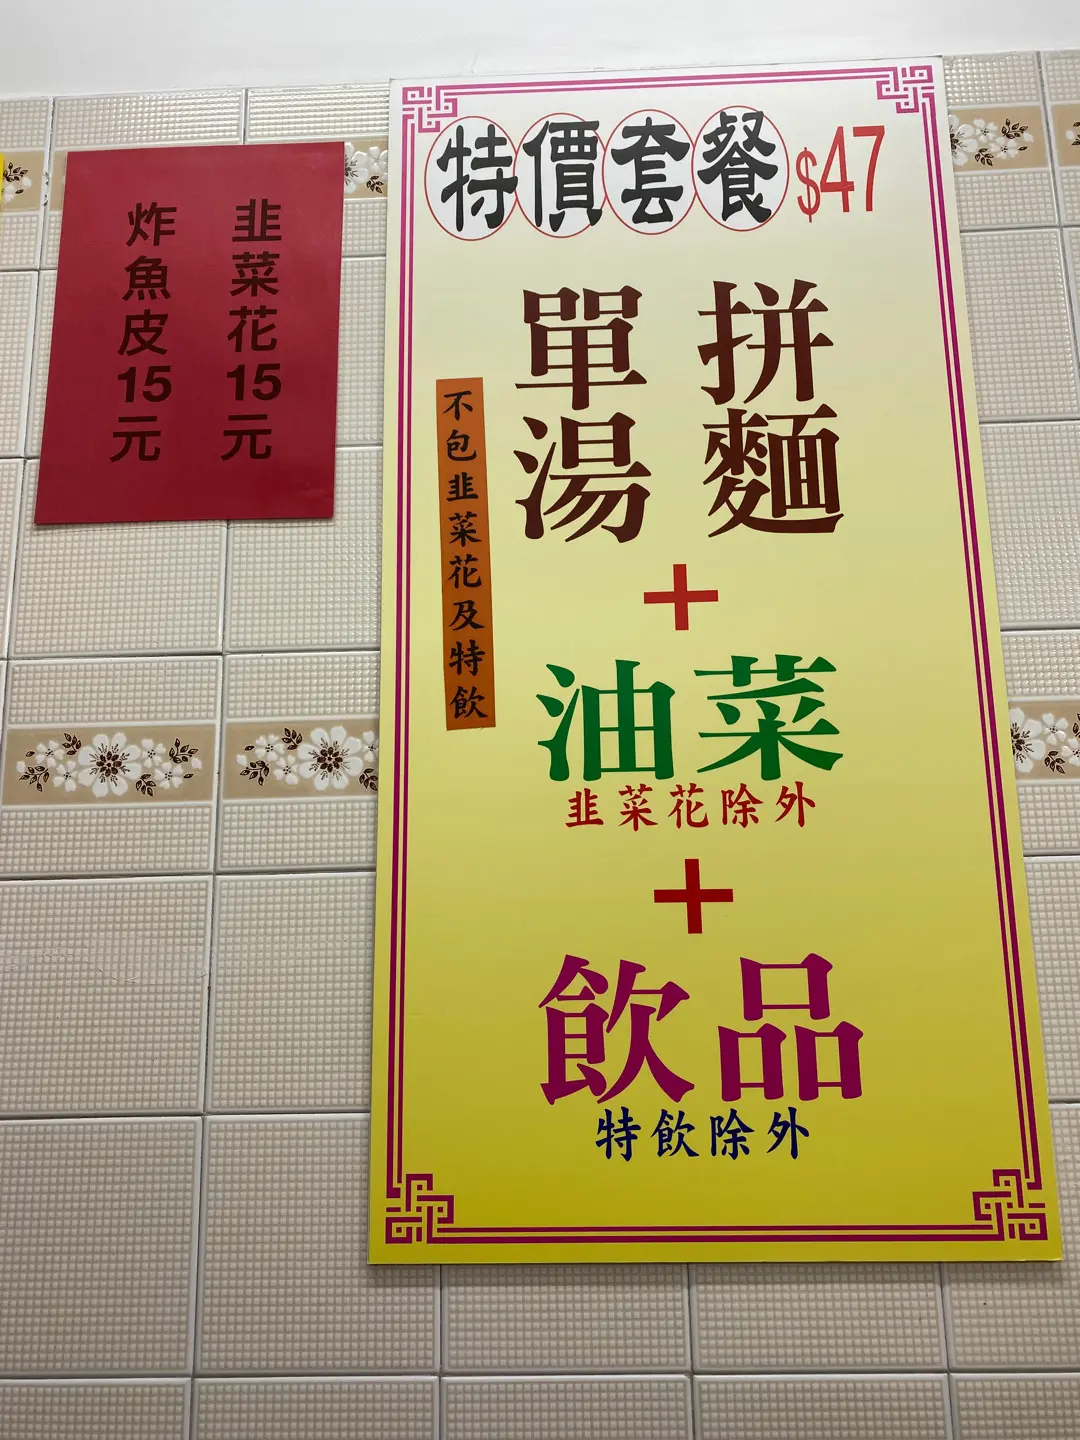 韭菜花15元
炸魚皮15元
特價套餐 $47
單拼
湯麵
不包韭菜花及特飲
+
油菜
韭菜花除外
+
飲品
特飲除外